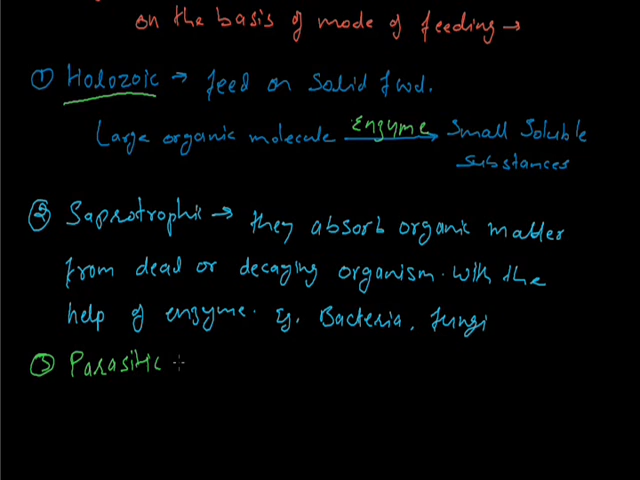 on the basis of mode of feeding →
① Holozoic → feed on solid food.
Large organic molecule Enzyme → Small Soluble
substances
② Saprotrophic → they absorb organic matter
from dead or decaying organism. with the
help of enzyme. Eg. Bacteria, fungi
③ Parasitic